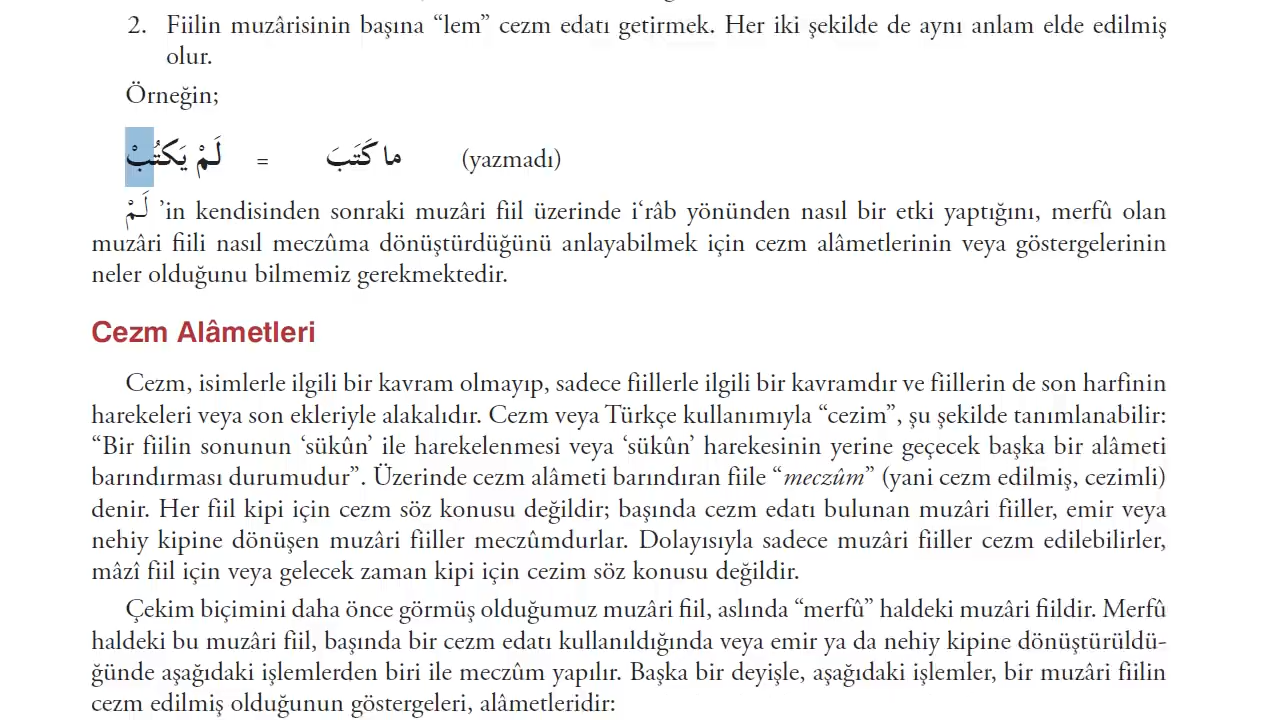 2. Fiilin muzârisinin başına “lem” cezm edatı getirmek. Her iki şekilde de aynı anlam elde edilmiş
olur.
Örneğin;
لَمْ يَكتُبْ = ما كَتَبَ (yazmadı)
لَمْ ’in kendisinden sonraki muzâri fiil üzerinde i‘râb yönünden nasıl bir etki yaptığını, merfû olan
muzâri fiili nasıl meczûma dönüştürdüğünü anlayabilmek için cezm alâmetlerinin veya göstergelerinin
neler olduğunu bilmemiz gerekmektedir.
Cezm Alâmetleri
Cezm, isimlerle ilgili bir kavram olmayıp, sadece fiillerle ilgili bir kavramdır ve fiillerin de son harfinin
harekeleri veya son ekleriyle alakalıdır. Cezm veya Türkçe kullanımıyla “cezim”, şu şekilde tanımlanabilir:
“Bir fiilin sonunun ‘sükûn’ ile harekelenmesi veya ‘sükûn’ harekesinin yerine geçecek başka bir alâmeti
barındırması durumudur”. Üzerinde cezm alâmeti barındıran fiile “meczûm” (yani cezm edilmiş, cezimli)
denir. Her fiil kipi için cezm söz konusu değildir; başında cezm edatı bulunan muzâri fiiller, emir veya
nehiy kipine dönüşen muzâri fiiller meczûmdurlar. Dolayısıyla sadece muzâri fiiller cezm edilebilirler,
mâzî fiil için veya gelecek zaman kipi için cezim söz konusu değildir.
Çekim biçimini daha önce görmüş olduğumuz muzâri fiil, aslında “merfû” haldeki muzâri fiildir. Merfû
haldeki bu muzâri fiil, başında bir cezm edatı kullanıldığında veya emir ya da nehiy kipine dönüştürüldü-
ğünde aşağıdaki işlemlerden biri ile meczûm yapılır. Başka bir deyişle, aşağıdaki işlemler, bir muzâri fiilin
cezm edilmiş olduğunun göstergeleri, alâmetleridir: